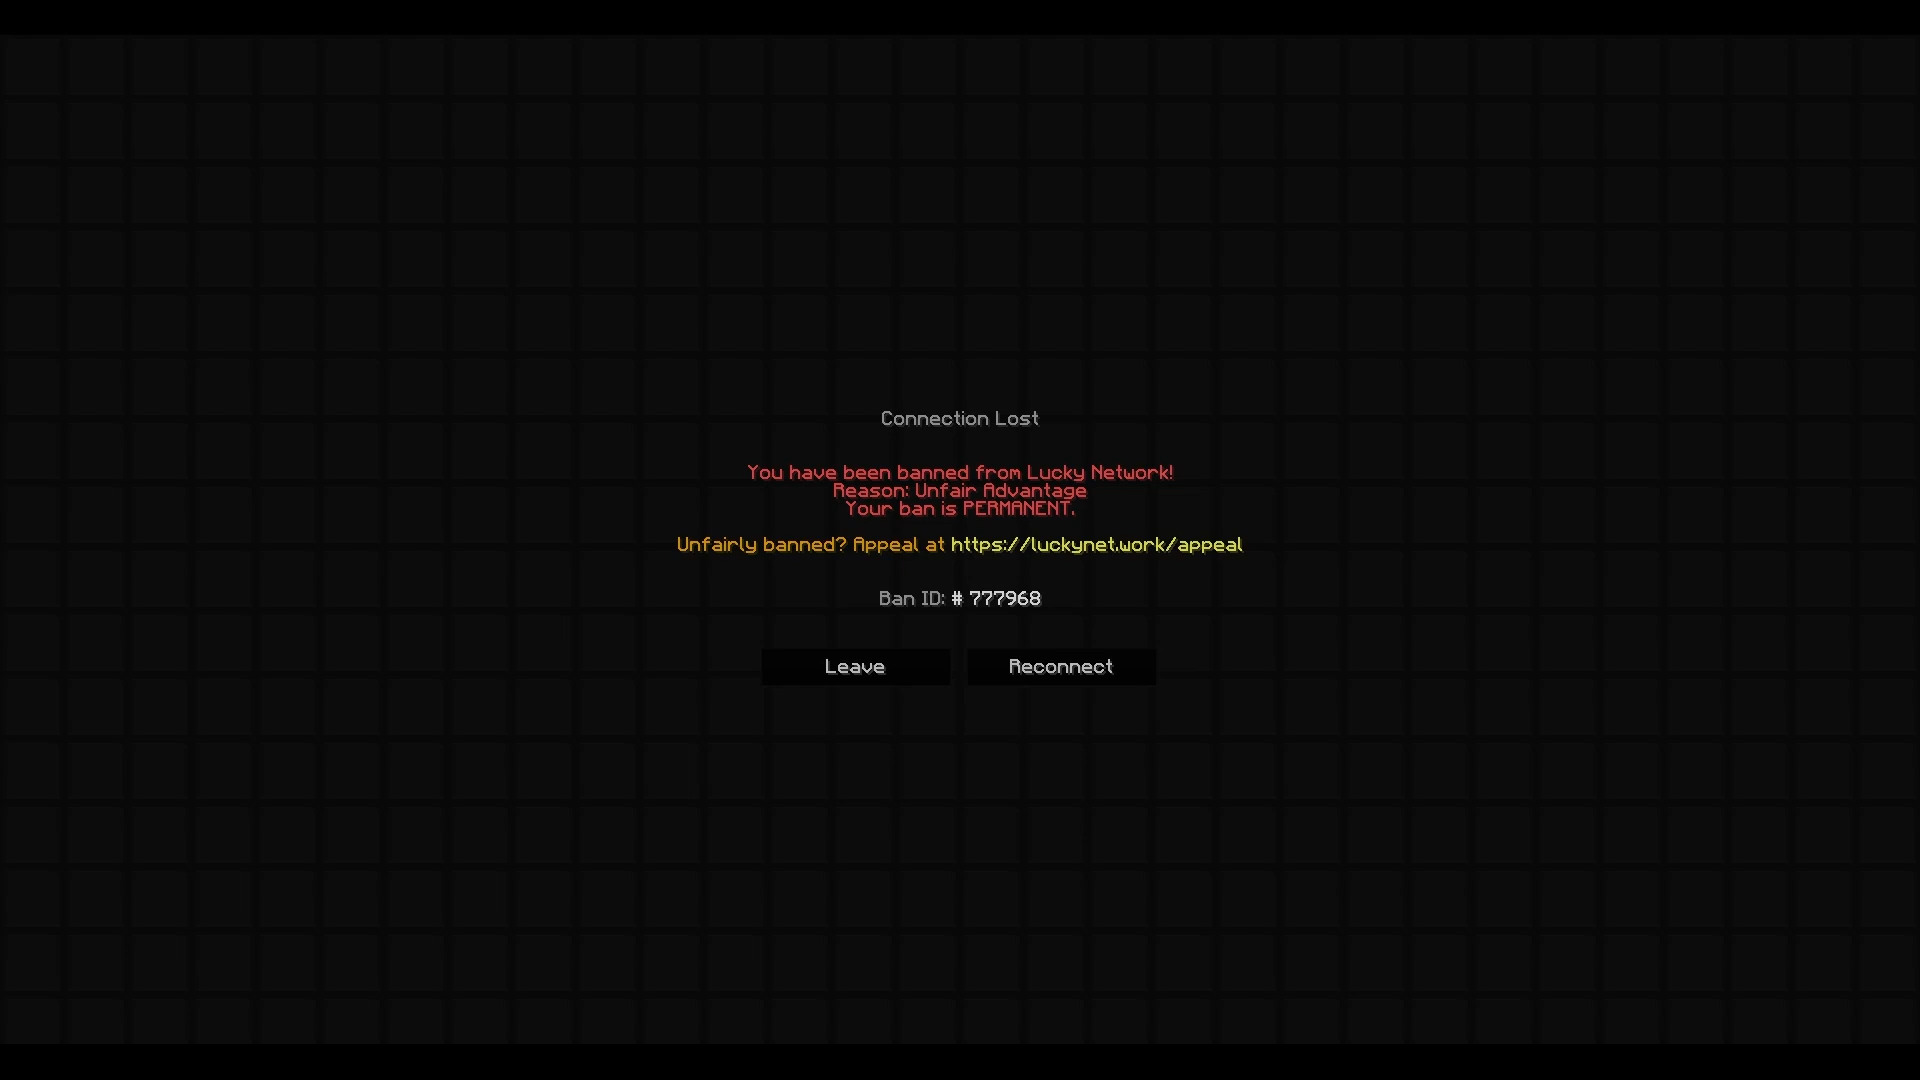 Connection Lost
You have been banned from Lucky Network!
Reason: Unfair Advantage
Your ban is PERMANENT.
Unfairly banned? Appeal at https://luckynet.work/appeal
Ban ID: # 777968
Leave Reconnect